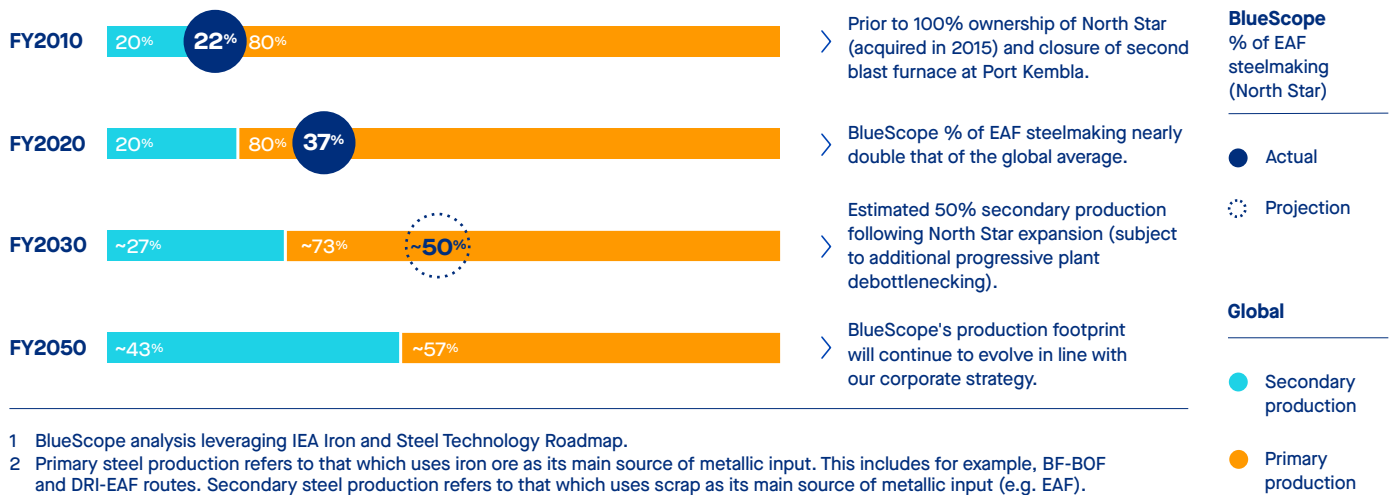 FY2010
20%
22%
80%
Prior to 100% ownership of North Star
(acquired in 2015) and closure of second
blast furnace at Port Kembla.
FY2020
20%
80%
37%
BlueScope % of EAF steelmaking nearly
double that of the global average.
FY2030
~27%
~73%
~50%
Estimated 50% secondary production
following North Star expansion (subject
to additional progressive plant
debottlenecking).
FY2050
~43%
~57%
BlueScope's production footprint
will continue to evolve in line with
our corporate strategy.
BlueScope
% of EAF
steelmaking
(North Star)
Actual
Projection
Global
Secondary
production
Primary
production
1 BlueScope analysis leveraging IEA Iron and Steel Technology Roadmap.
2 Primary steel production refers to that which uses iron ore as its main source of metallic input. This includes for example, BF-BOF
and DRI-EAF routes. Secondary steel production refers to that which uses scrap as its main source of metallic input (e.g. EAF).